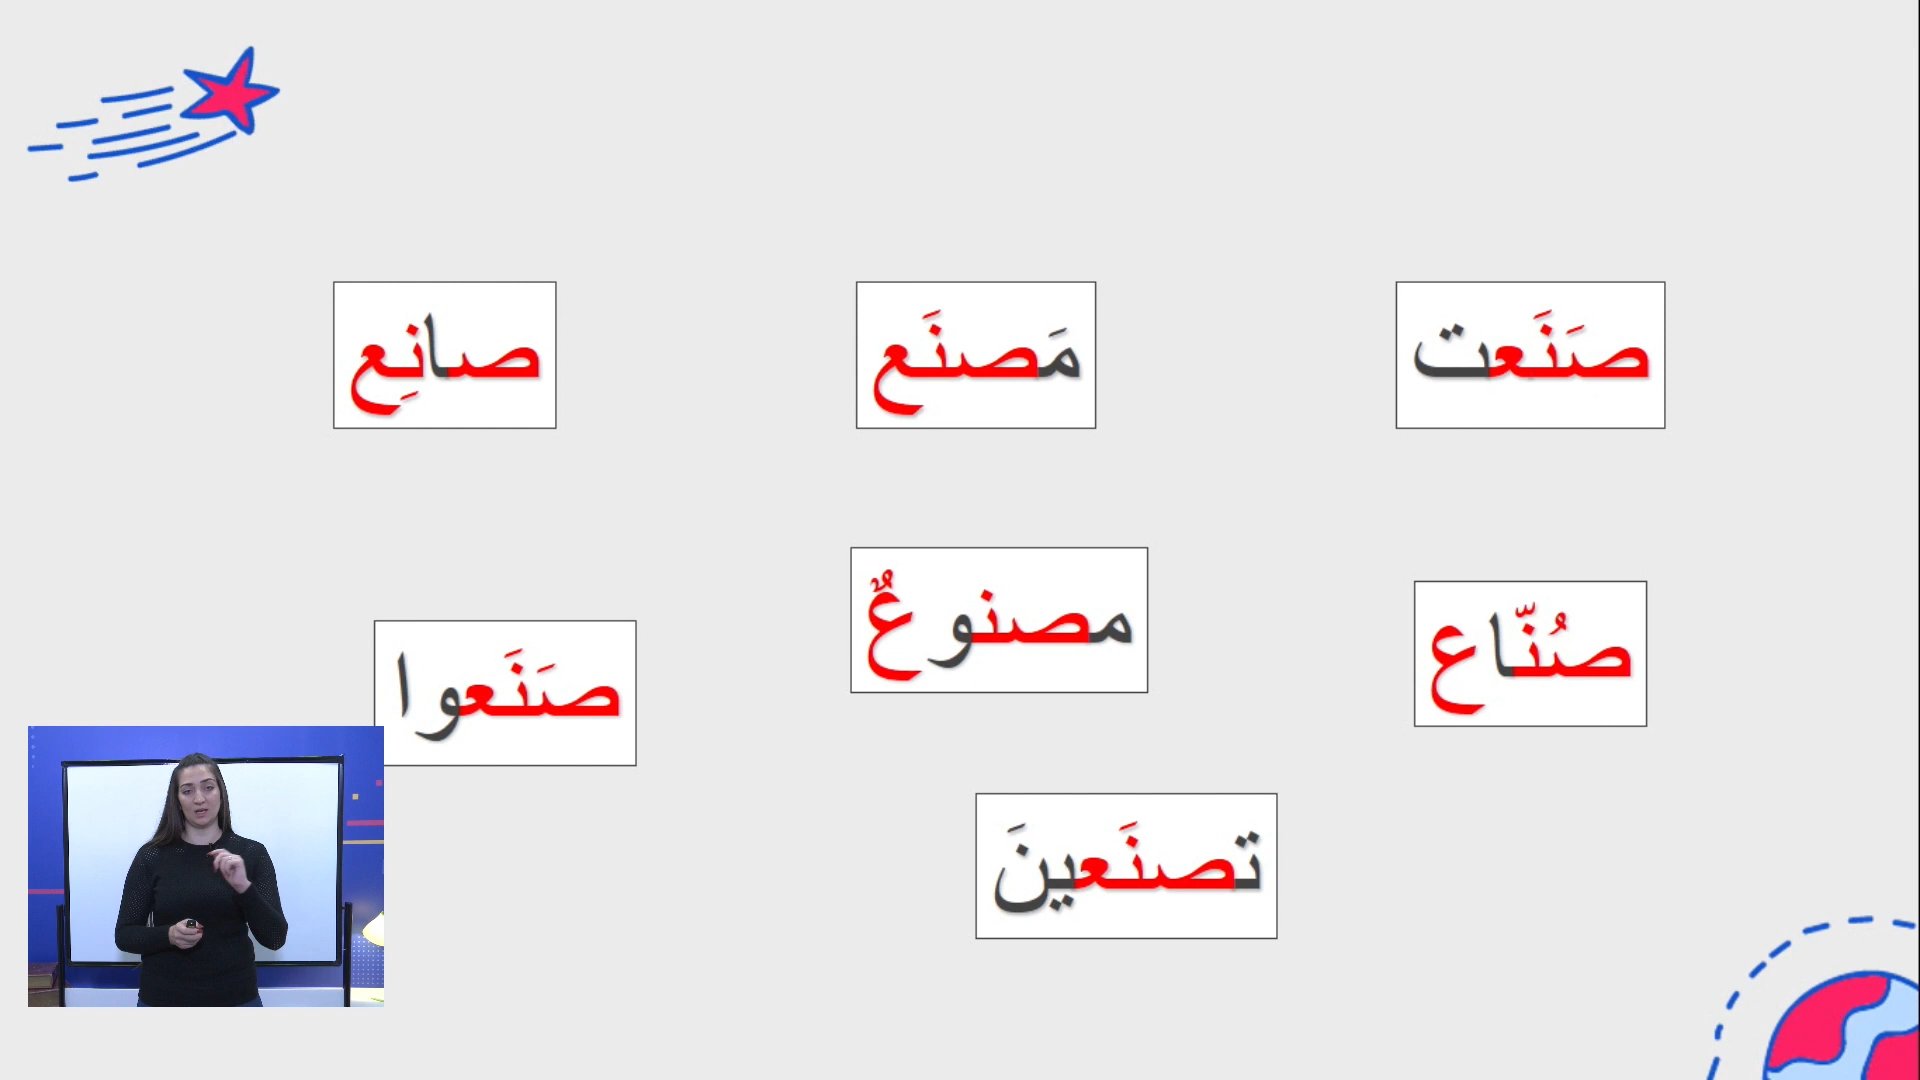 صَنَعت
مَصنَع
صانِع
صُنّاع
مصنوعٌ
صَنَعوا
تصنَعينَ